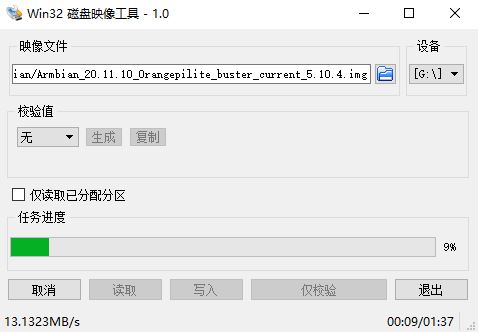 Win32 磁盘映像工具 - 1.0
映像文件
设备
ian/Armbian_20.11.10_Orangepilite_buster_current_5.10.4.img
[G:\]
校验值
无
生成
复制
仅读取已分配分区
任务进度
9%
取消
读取
写入
仅校验
退出
13.1323MB/s
00:09/01:37